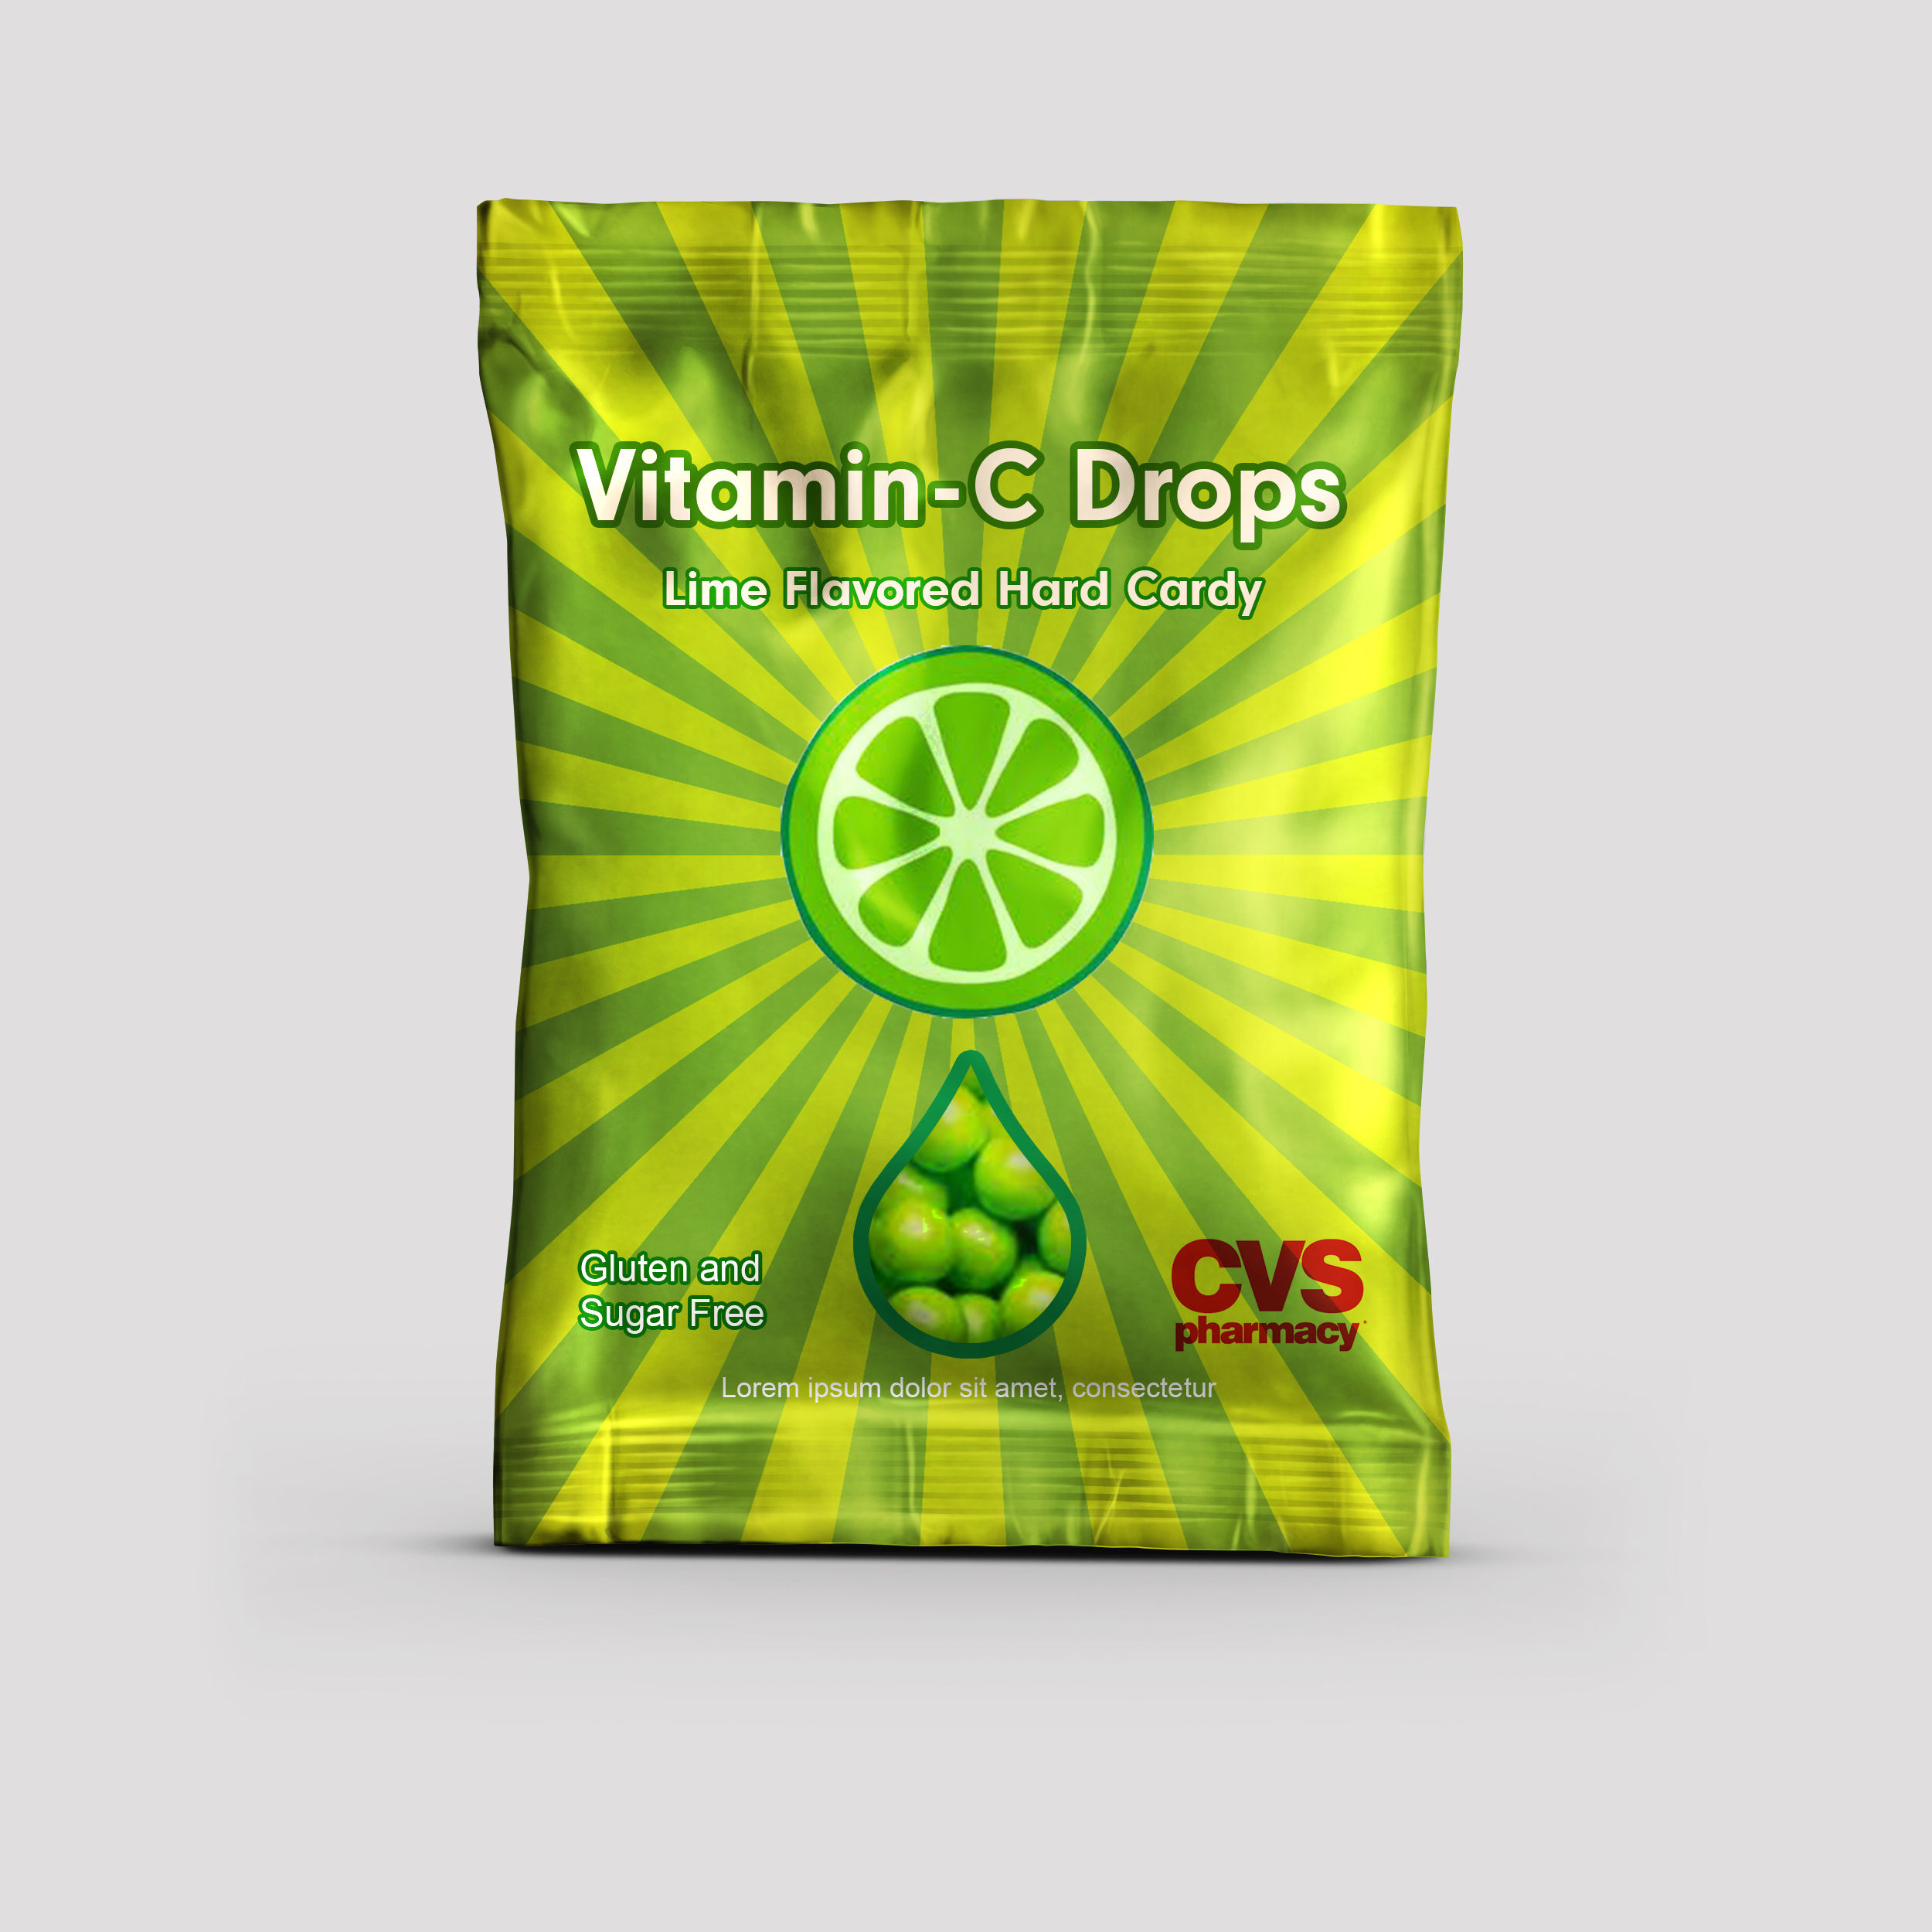 Vitamin-C Drops
Lime Flavored Hard Cardy
Gluten and
Sugar Free
CVS
pharmacy
Lorem ipsum dolor sit amet, consectetur